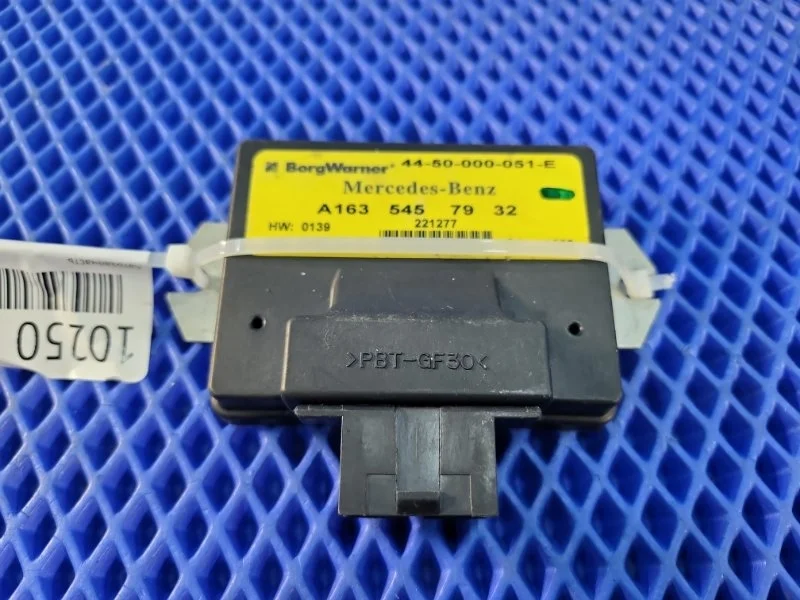 BorgWarner 44-50-000-051-E
Mercedes-Benz
A163 545 79 32
HW: 0139 221277
>PBT-GF30<
10250